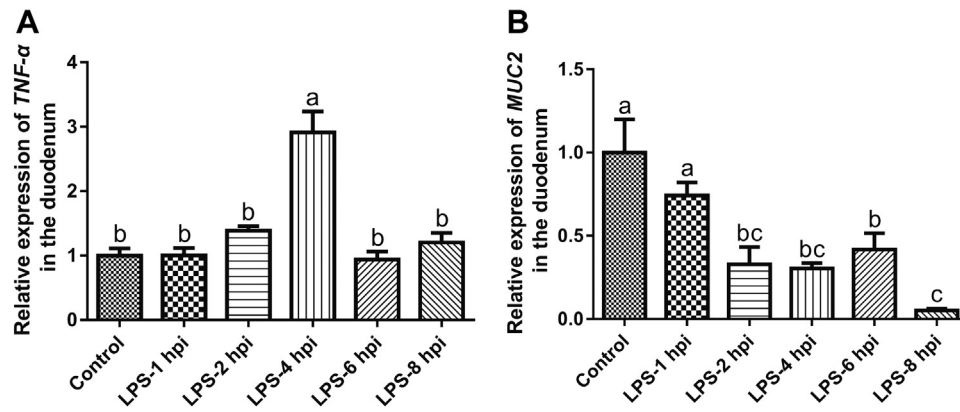 A
Relative expression of TNF-α
in the duodenum
4
3
2
1
0
b
b
b
a
b
b
Control
LPS-1 hpi
LPS-2 hpi
LPS-4 hpi
LPS-6 hpi
LPS-8 hpi
B
Relative expression of MUC2
in the duodenum
1.5
1.0
0.5
0.0
a
a
bc
bc
b
c
Control
LPS-1 hpi
LPS-2 hpi
LPS-4 hpi
LPS-6 hpi
LPS-8 hpi